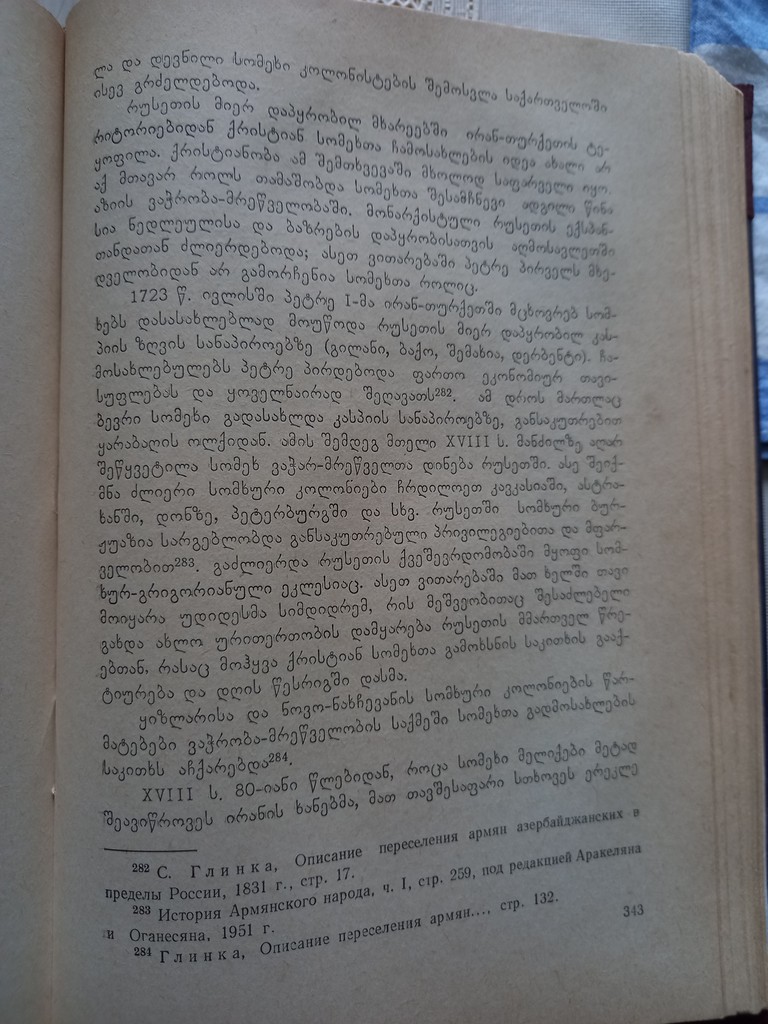 ლა და დევნილი სომეხი კოლონისტების შემოსვლა საქართველოში
ისევ გრძელდებოდა.
რუსეთის მიერ დაპყრობილ მხარეებში ირან-თურქეთის ტე-
რიტორიებიდან ქრისტიან სომეხთა ჩამოსახლების იდეა ახალი არ
ყოფილა. ქრისტიანობა ამ შემთხვევაში მხოლოდ საფარველი იყო.
აქ მთავარ როლს თამაშობდა სომეხთა შესამჩნევი ადგილი წინა
აზიის ვაჭრობა-მრეწველობაში. მონარქისტული რუსეთის ექსპან-
სია ნედლეულისა და ბაზრების დაპყრობისათვის აღმოსავლეთში
თანდათან ძლიერდებოდა; ასეთ ვითარებაში პეტრე პირველს მხე-
დველობიდან არ გამორჩენია სომეხთა როლიც.
1723 წ. ივლისში პეტრე I-მა ირან-თურქეთში მცხოვრებ სომ-
ხებს დასასახლებლად მოუწოდა რუსეთის მიერ დაპყრობილ კას-
პიის ზღვის სანაპიროებზე (გილანი, ბაქო, შემახია, დერბენტი). ჩა-
მოსახლებულებს პეტრე პირდებოდა ფართო ეკონომიურ თავი-
სუფლებას და ყოველნაირად შეღავათს²⁸². ამ დროს მართლაც
ბევრი სომეხი გადასახლდა კასპიის სანაპიროებზე, განსაკუთრებით
ყარაბაღის ოლქიდან. ამის შემდეგ მთელი XVIII ს. მანძილზე აღარ
შეწყვეტილა სომეხ ვაჭარ-მრეწველთა დინება რუსეთში. ასე შეიქ-
მნა ძლიერი სომხური კოლონიები ჩრდილოეთ კავკასიაში, ასტრა-
ხანში, დონზე, პეტერბურგში და სხვ. რუსეთში სომხური ბურ-
ჟუაზია სარგებლობდა განსაკუთრებული პრივილეგიებითა და მფარ-
ველობით²⁸³. გაძლიერდა რუსეთის ქვეშევრდომობაში მყოფი სომ-
ხურ-გრიგორიანული ეკლესიაც. ასეთ ვითარებაში მათ ხელში თავი
მოიყარა უდიდესმა სიმდიდრემ, რის მეშვეობითაც შესაძლებელი
გახდა ახლო ურთიერთობის დამყარება რუსეთის მმართველ წრე-
ებთან, რასაც მოჰყვა ქრისტიან სომეხთა გამოხსნის საკითხის გააქ-
ტიურება და დღის წესრიგში დასმა.
ყიზლარისა და ნოვო-ნახჩევანის სომხური კოლონიების წარ-
მატებები ვაჭრობა-მრეწველობის საქმეში სომეხთა გადმოსახლების
საკითხს აჩქარებდა²⁸⁴.
XVIII ს. 80-იანი წლებიდან, როცა სომეხი მელიქები მეტად
შეავიწროვეს ირანის ხანებმა, მათ თავშესაფარი სთხოვეს ერეკლე
²⁸² С. Глинка, Описание переселения армян азербайджанских в
пределы России, 1831 г., стр. 17.
²⁸³ История Армянского народа, ч. I, стр. 259, под редакцией Аракеляна
и Оганесяна, 1951 г.
²⁸⁴ Глинка, Описание переселения армян..., стр. 132.
343